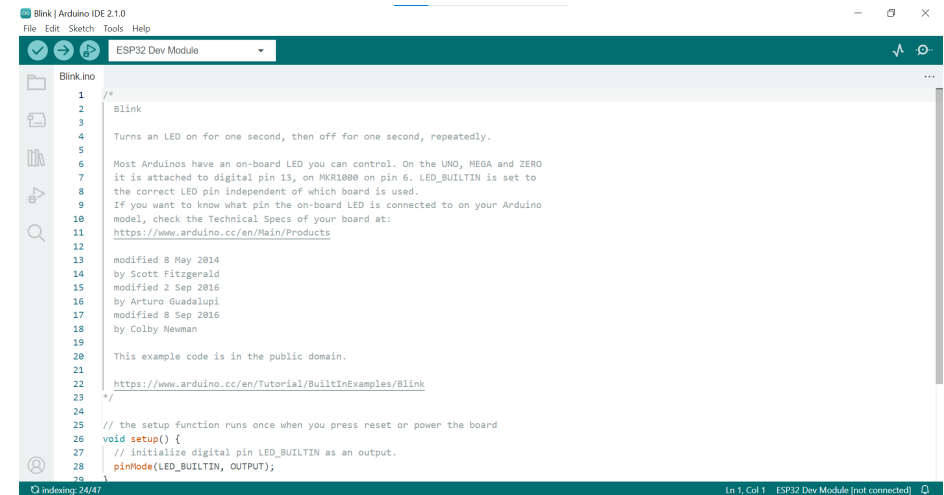 Blink | Arduino IDE 2.1.0
File Edit Sketch Tools Help
ESP32 Dev Module
Blink.ino
1 /*
2 Blink
3
4 Turns an LED on for one second, then off for one second, repeatedly.
5
6 Most Arduinos have an on-board LED you can control. On the UNO, MEGA and ZERO
7 it is attached to digital pin 13, on MKR1000 on pin 6. LED_BUILTIN is set to
8 the correct LED pin independent of which board is used.
9 If you want to know what pin the on-board LED is connected to on your Arduino
10 model, check the Technical Specs of your board at:
11 https://www.arduino.cc/en/Main/Products
12
13 modified 8 May 2014
14 by Scott Fitzgerald
15 modified 2 Sep 2016
16 by Arturo Guadalupi
17 modified 8 Sep 2016
18 by Colby Newman
19
20 This example code is in the public domain.
21
22 https://www.arduino.cc/en/Tutorial/BuiltInExamples/Blink
23 */
24
25 // the setup function runs once when you press reset or power the board
26 void setup() {
27 // initialize digital pin LED_BUILTIN as an output.
28 pinMode(LED_BUILTIN, OUTPUT);
29 }
indexing: 24/47
Ln 1, Col 1 ESP32 Dev Module [not connected]